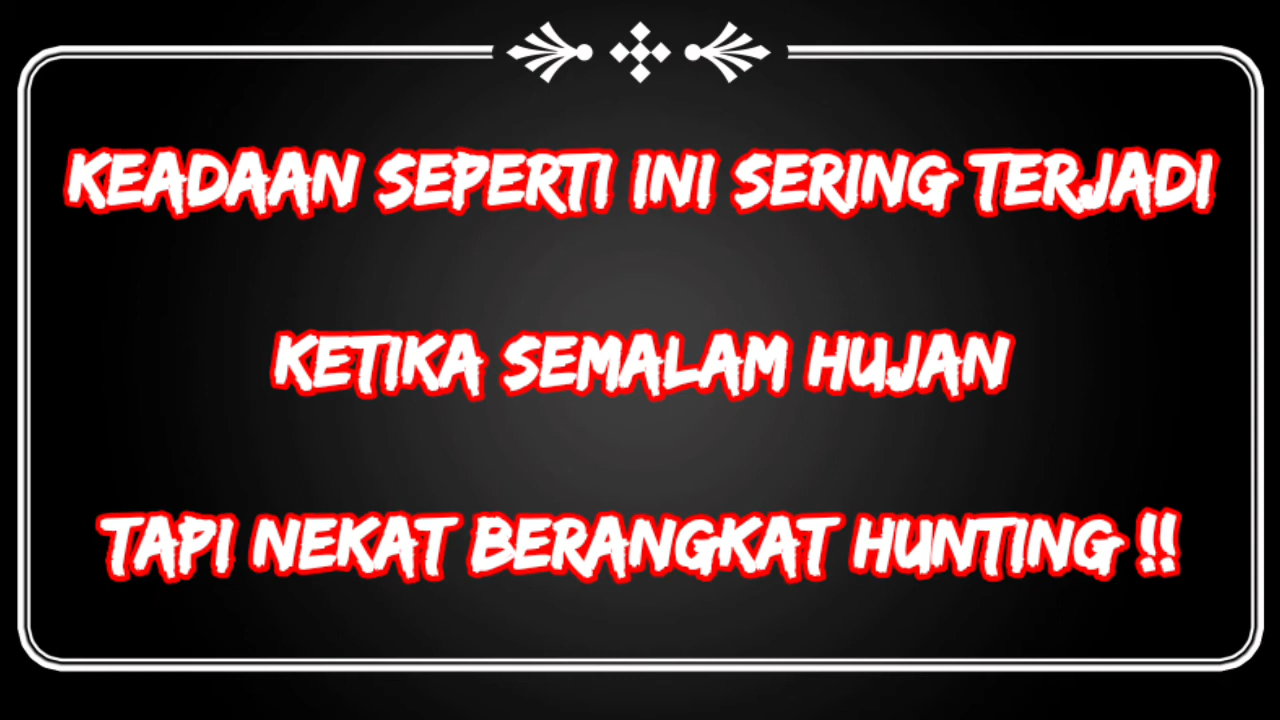 KEADAAN SEPERTI INI SERING TERJADI
KETIKA SEMALAM HUJAN
TAPI NEKAT BERANGKAT HUNTING !!